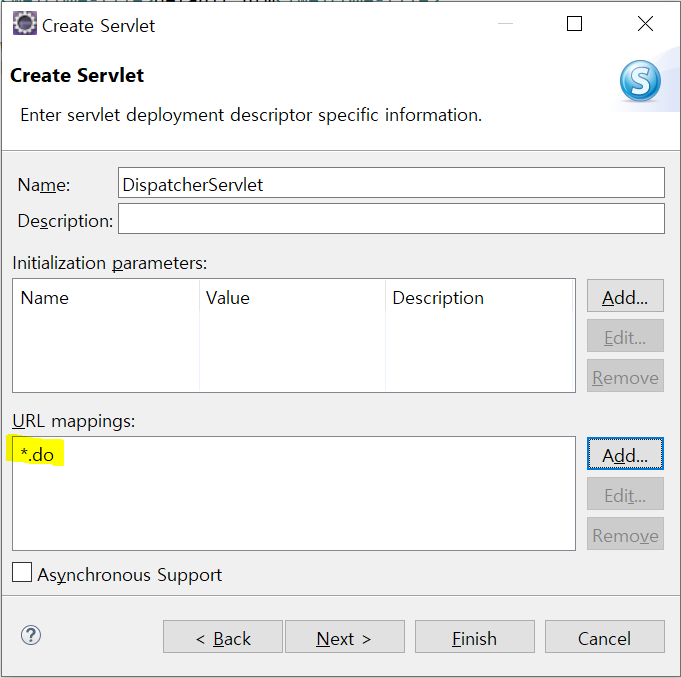 Create Servlet
Create Servlet
Enter servlet deployment descriptor specific information.
S
Name: DispatcherServlet
Description:
Initialization parameters:
Name Value Description
Add...
Edit...
Remove
URL mappings:
*.do
Add...
Edit...
Remove
Asynchronous Support
? < Back Next > Finish Cancel